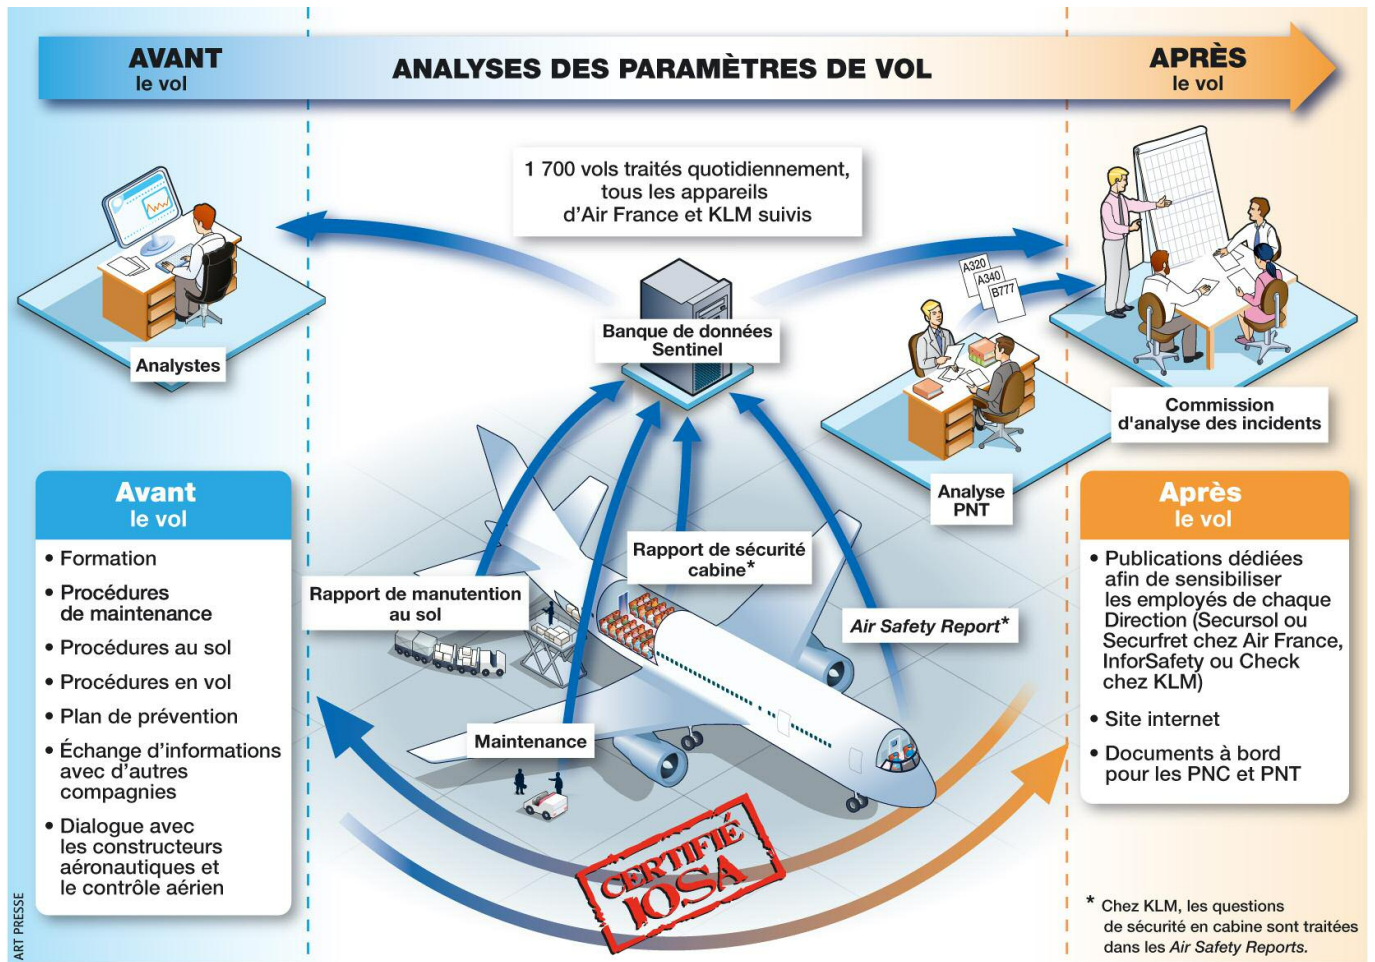 AVANT
le vol
ANALYSES DES PARAMÈTRES DE VOL
APRÈS
le vol
1 700 vols traités quotidiennement,
tous les appareils
d'Air France et KLM suivis
A320
A340
B777
Banque de données
Sentinel
Analystes
Commission
d'analyse des incidents
Analyse
PNT
Avant
le vol
• Formation
• Procédures
de maintenance
• Procédures au sol
• Procédures en vol
• Plan de prévention
• Échange d'informations
avec d'autres
compagnies
• Dialogue avec
les constructeurs
aéronautiques et
le contrôle aérien
Rapport de manutention
au sol
Rapport de sécurité
cabine*
Air Safety Report*
Maintenance
CERTIFIÉ
IOSA
Après
le vol
• Publications dédiées
afin de sensibiliser
les employés de chaque
Direction (Secursol ou
Securfret chez Air France,
InforSafety ou Check
chez KLM)
• Site internet
• Documents à bord
pour les PNC et PNT
* Chez KLM, les questions
de sécurité en cabine sont traitées
dans les Air Safety Reports.
ART PRESSE